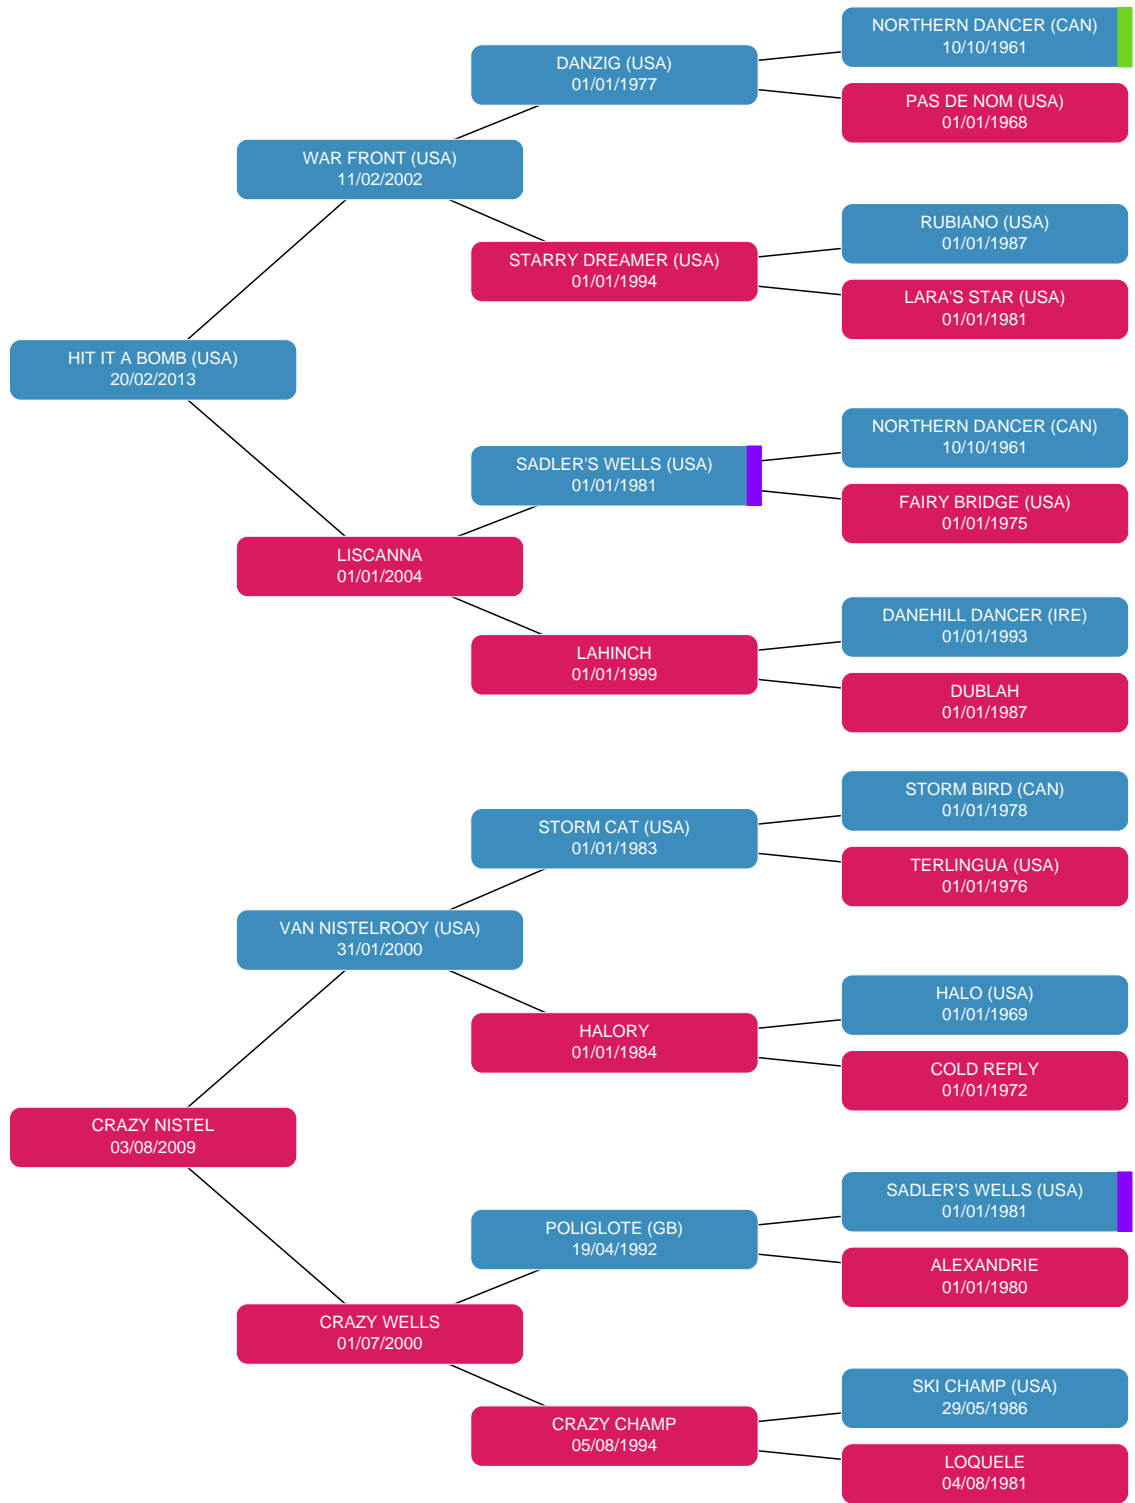 NORTHERN DANCER (CAN)
10/10/1961
DANZIG (USA)
01/01/1977
PAS DE NOM (USA)
01/01/1968
WAR FRONT (USA)
11/02/2002
RUBIANO (USA)
01/01/1987
STARRY DREAMER (USA)
01/01/1994
LARA'S STAR (USA)
01/01/1981
HIT IT A BOMB (USA)
20/02/2013
NORTHERN DANCER (CAN)
10/10/1961
SADLER'S WELLS (USA)
01/01/1981
FAIRY BRIDGE (USA)
01/01/1975
LISCANNA
01/01/2004
DANEHILL DANCER (IRE)
01/01/1993
LAHINCH
01/01/1999
DUBLAH
01/01/1987
STORM BIRD (CAN)
01/01/1978
STORM CAT (USA)
01/01/1983
TERLINGUA (USA)
01/01/1976
VAN NISTELROOY (USA)
31/01/2000
HALO (USA)
01/01/1969
HALORY
01/01/1984
COLD REPLY
01/01/1972
CRAZY NISTEL
03/08/2009
SADLER'S WELLS (USA)
01/01/1981
POLIGLOTE (GB)
19/04/1992
ALEXANDRIE
01/01/1980
CRAZY WELLS
01/07/2000
SKI CHAMP (USA)
29/05/1986
CRAZY CHAMP
05/08/1994
LOQUELE
04/08/1981